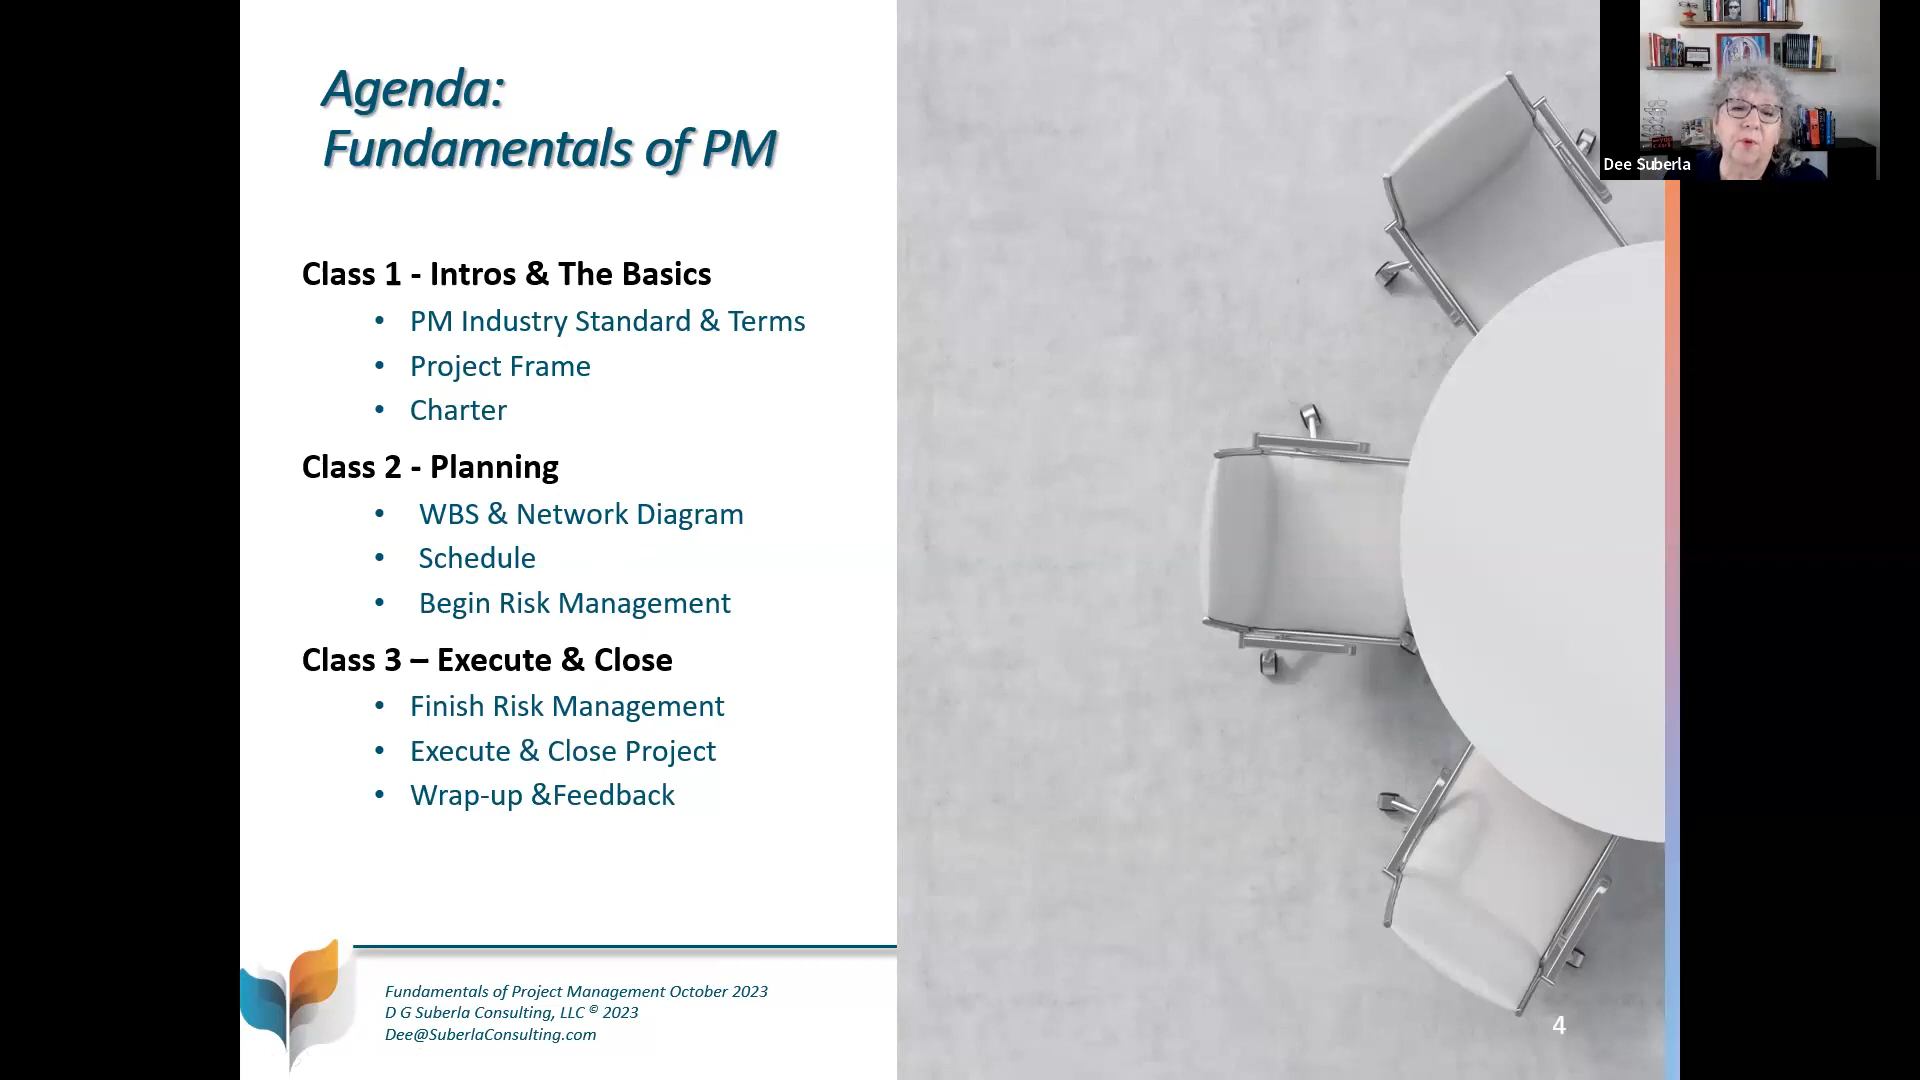 Agenda:
Fundamentals of PM
Dee Suberla
Class 1 - Intros & The Basics
• PM Industry Standard & Terms
• Project Frame
• Charter
Class 2 - Planning
• WBS & Network Diagram
• Schedule
• Begin Risk Management
Class 3 – Execute & Close
• Finish Risk Management
• Execute & Close Project
• Wrap-up &Feedback
Fundamentals of Project Management October 2023
D G Suberla Consulting, LLC © 2023
Dee@SuberlaConsulting.com
4